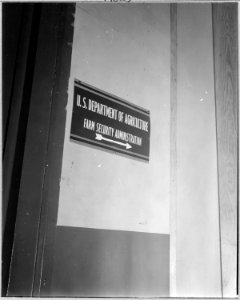 U.S. DEPARTMENT OF AGRICULTURE
FARM SECURITY ADMINISTRATION